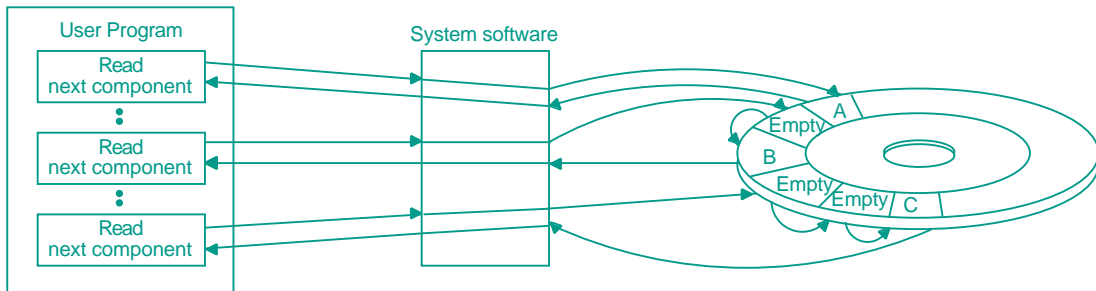 User Program
System software
Read
next component
Read
next component
Read
next component
A
Empty
B
Empty
Empty
C